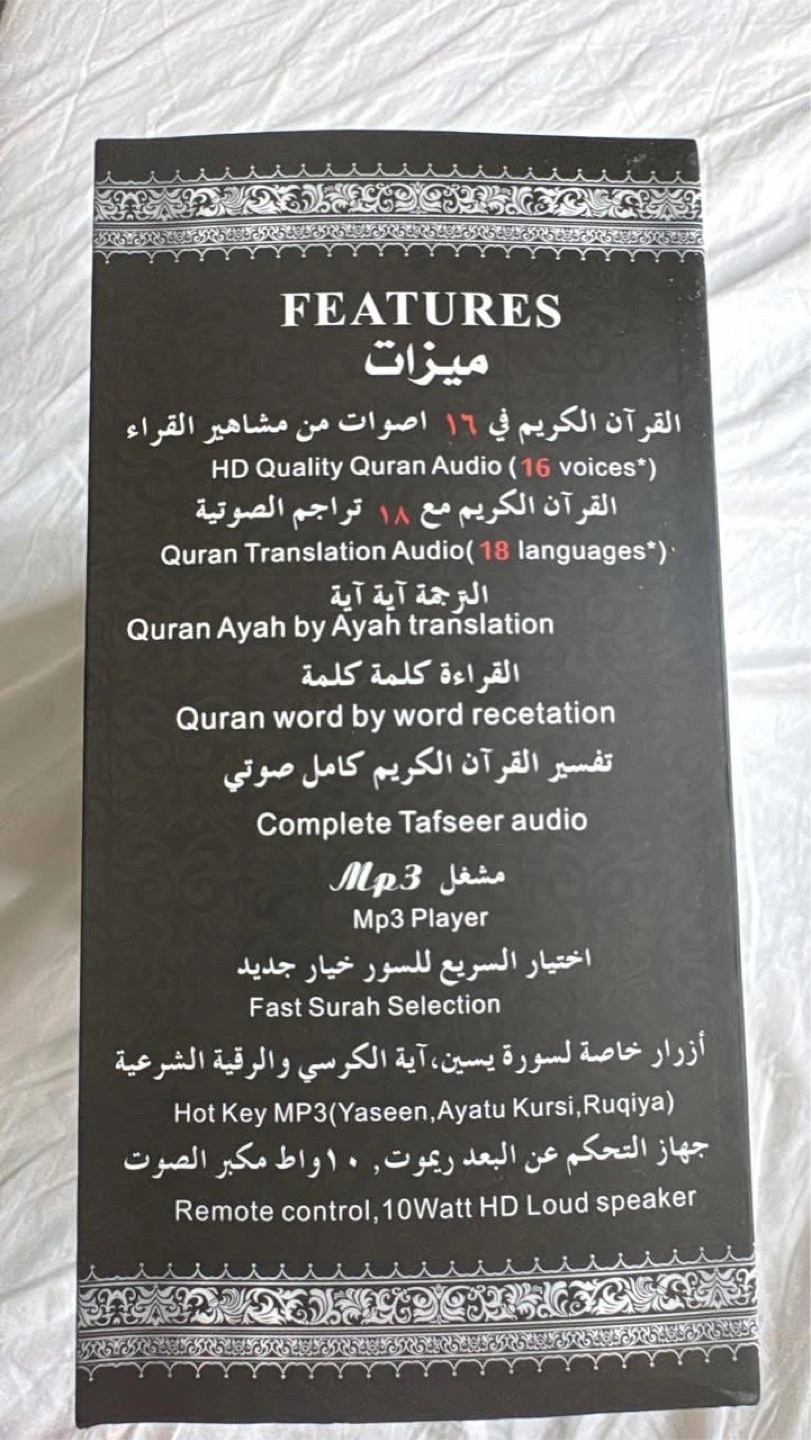 FEATURES
ميزات
القرآن الكريم في ١٦ اصوات من مشاهير القراء
HD Quality Quran Audio (16 voices*)
القرآن الكريم مع ١٨ تراجم الصوتية
Quran Translation Audio( 18 languages*)
الترجمة آية آية
Quran Ayah by Ayah translation
القراءة كلمة كلمة
Quran word by word recetation
تفسير القرآن الكريم كامل صوتي
Complete Tafseer audio
مشغل Mp3
Mp3 Player
اختيار السريع للسور خيار جديد
Fast Surah Selection
أزرار خاصة لسورة يسين،آية الكرسي والرقية الشرعية
Hot Key MP3(Yaseen,Ayatu Kursi,Ruqiya)
جهاز التحكم عن البعد ريموت, ١٠واط مكبر الصوت
Remote control,10Watt HD Loud speaker